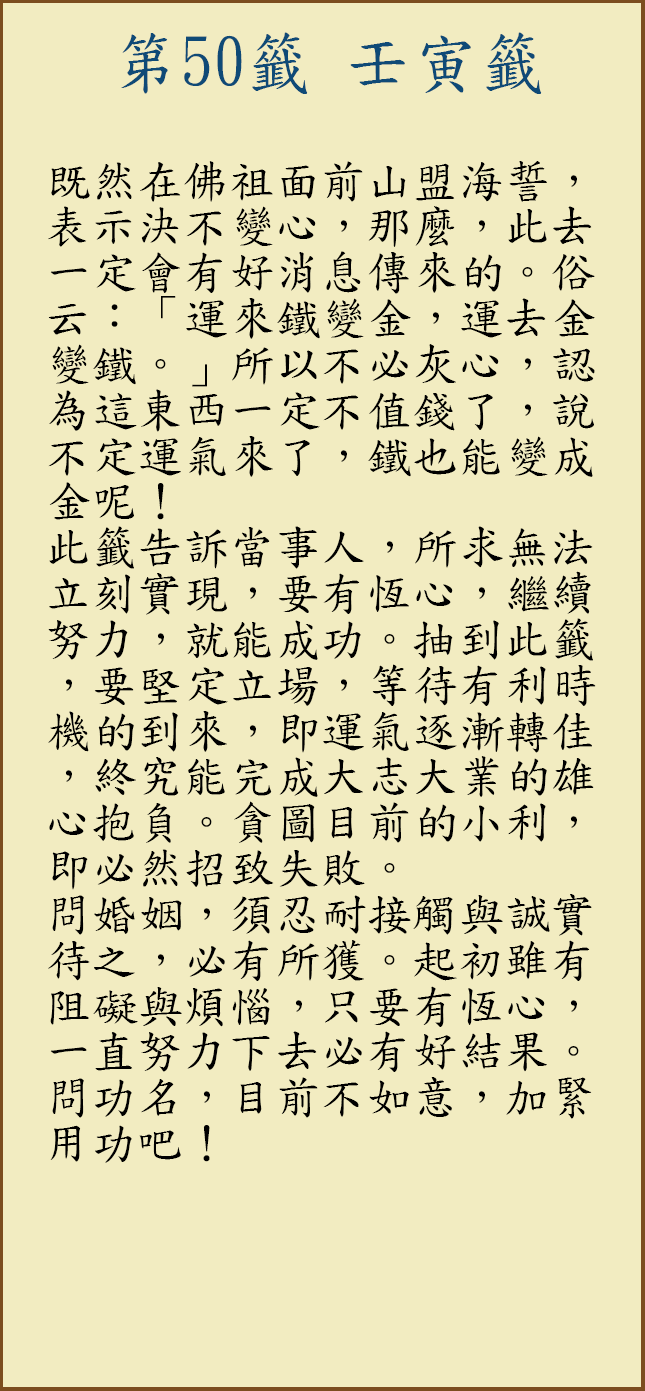 第50籤 壬寅籤
既然在佛祖面前山盟海誓，
表示決不變心，那麼，此去
一定會有好消息傳來的。俗
云：「運來鐵變金，運去金
變鐵。」所以不必灰心，認
為這東西一定不值錢了，說
不定運氣來了，鐵也能變成
金呢！
此籤告訴當事人，所求無法
立刻實現，要有恆心，繼續
努力，就能成功。抽到此籤
，要堅定立場，等待有利時
機的到來，即運氣逐漸轉佳
，終究能完成大志大業的雄
心抱負。貪圖目前的小利，
即必然招致失敗。
問婚姻，須忍耐接觸與誠實
待之，必有所獲。起初雖有
阻礙與煩惱，只要有恆心，
一直努力下去必有好結果。
問功名，目前不如意，加緊
用功吧！